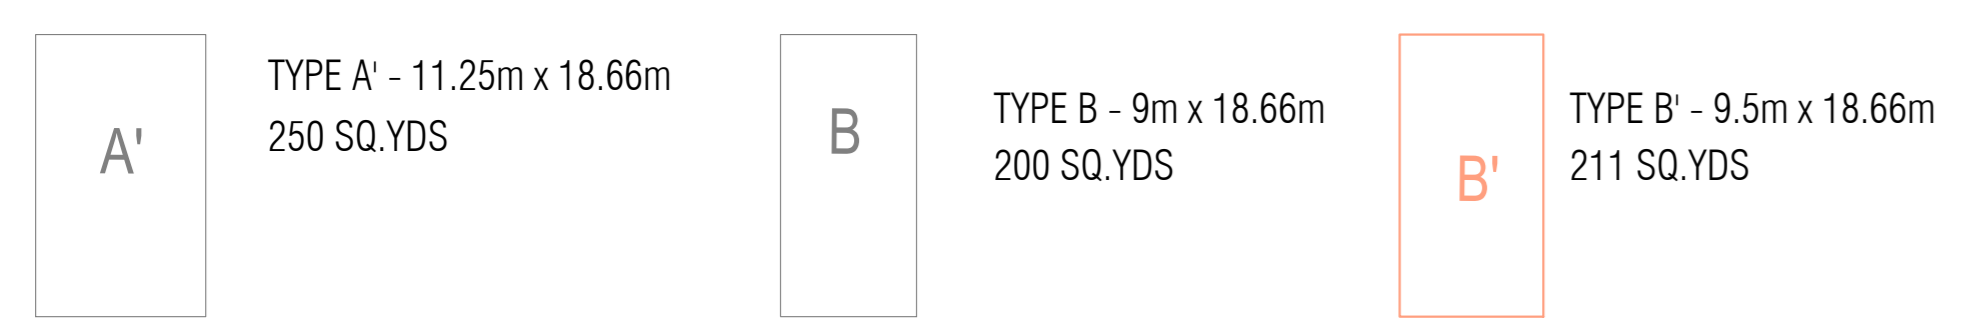 A'
TYPE A' - 11.25m x 18.66m
250 SQ.YDS
B
TYPE B - 9m x 18.66m
200 SQ.YDS
B'
TYPE B' - 9.5m x 18.66m
211 SQ.YDS